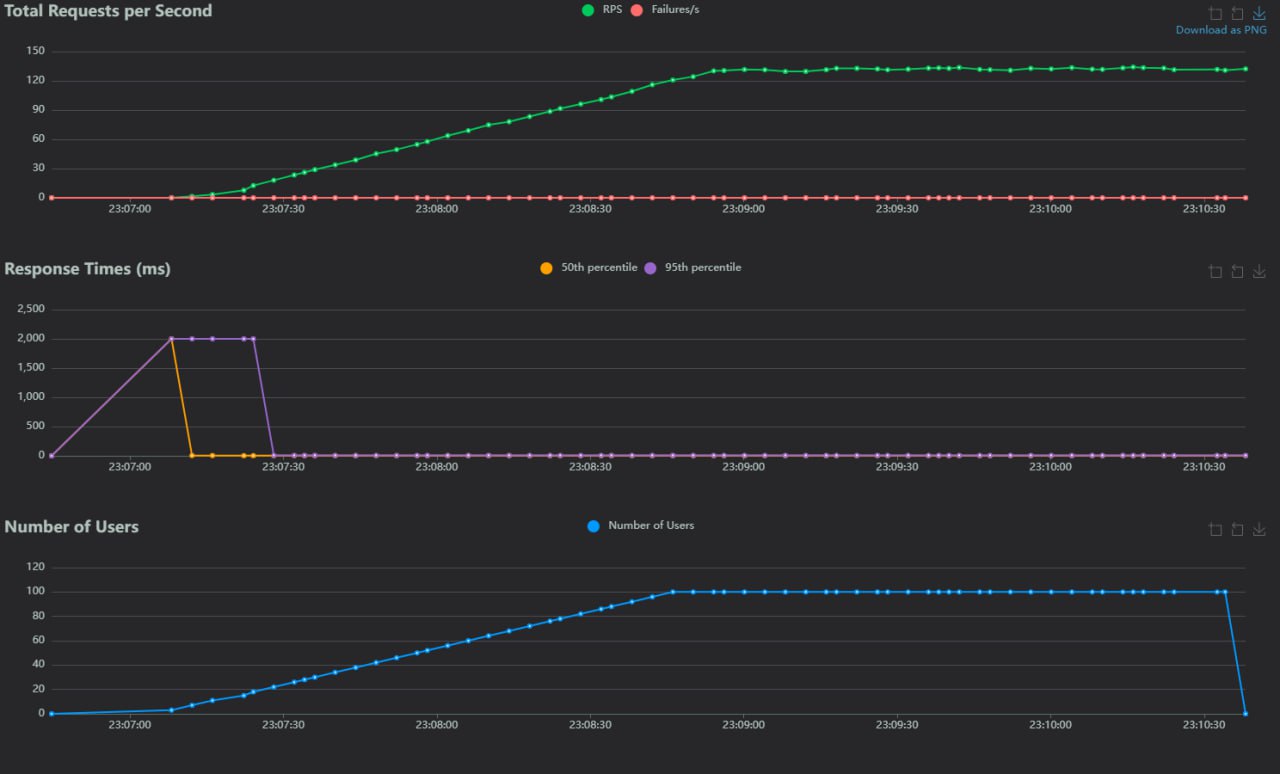 Total Requests per Second
RPS Failures/s
Download as PNG
150
120
90
60
30
0
23:07:00 23:07:30 23:08:00 23:08:30 23:09:00 23:09:30 23:10:00 23:10:30
Response Times (ms)
50th percentile 95th percentile
2,500
2,000
1,500
1,000
500
0
23:07:00 23:07:30 23:08:00 23:08:30 23:09:00 23:09:30 23:10:00 23:10:30
Number of Users
Number of Users
120
100
80
60
40
20
0
23:07:00 23:07:30 23:08:00 23:08:30 23:09:00 23:09:30 23:10:00 23:10:30